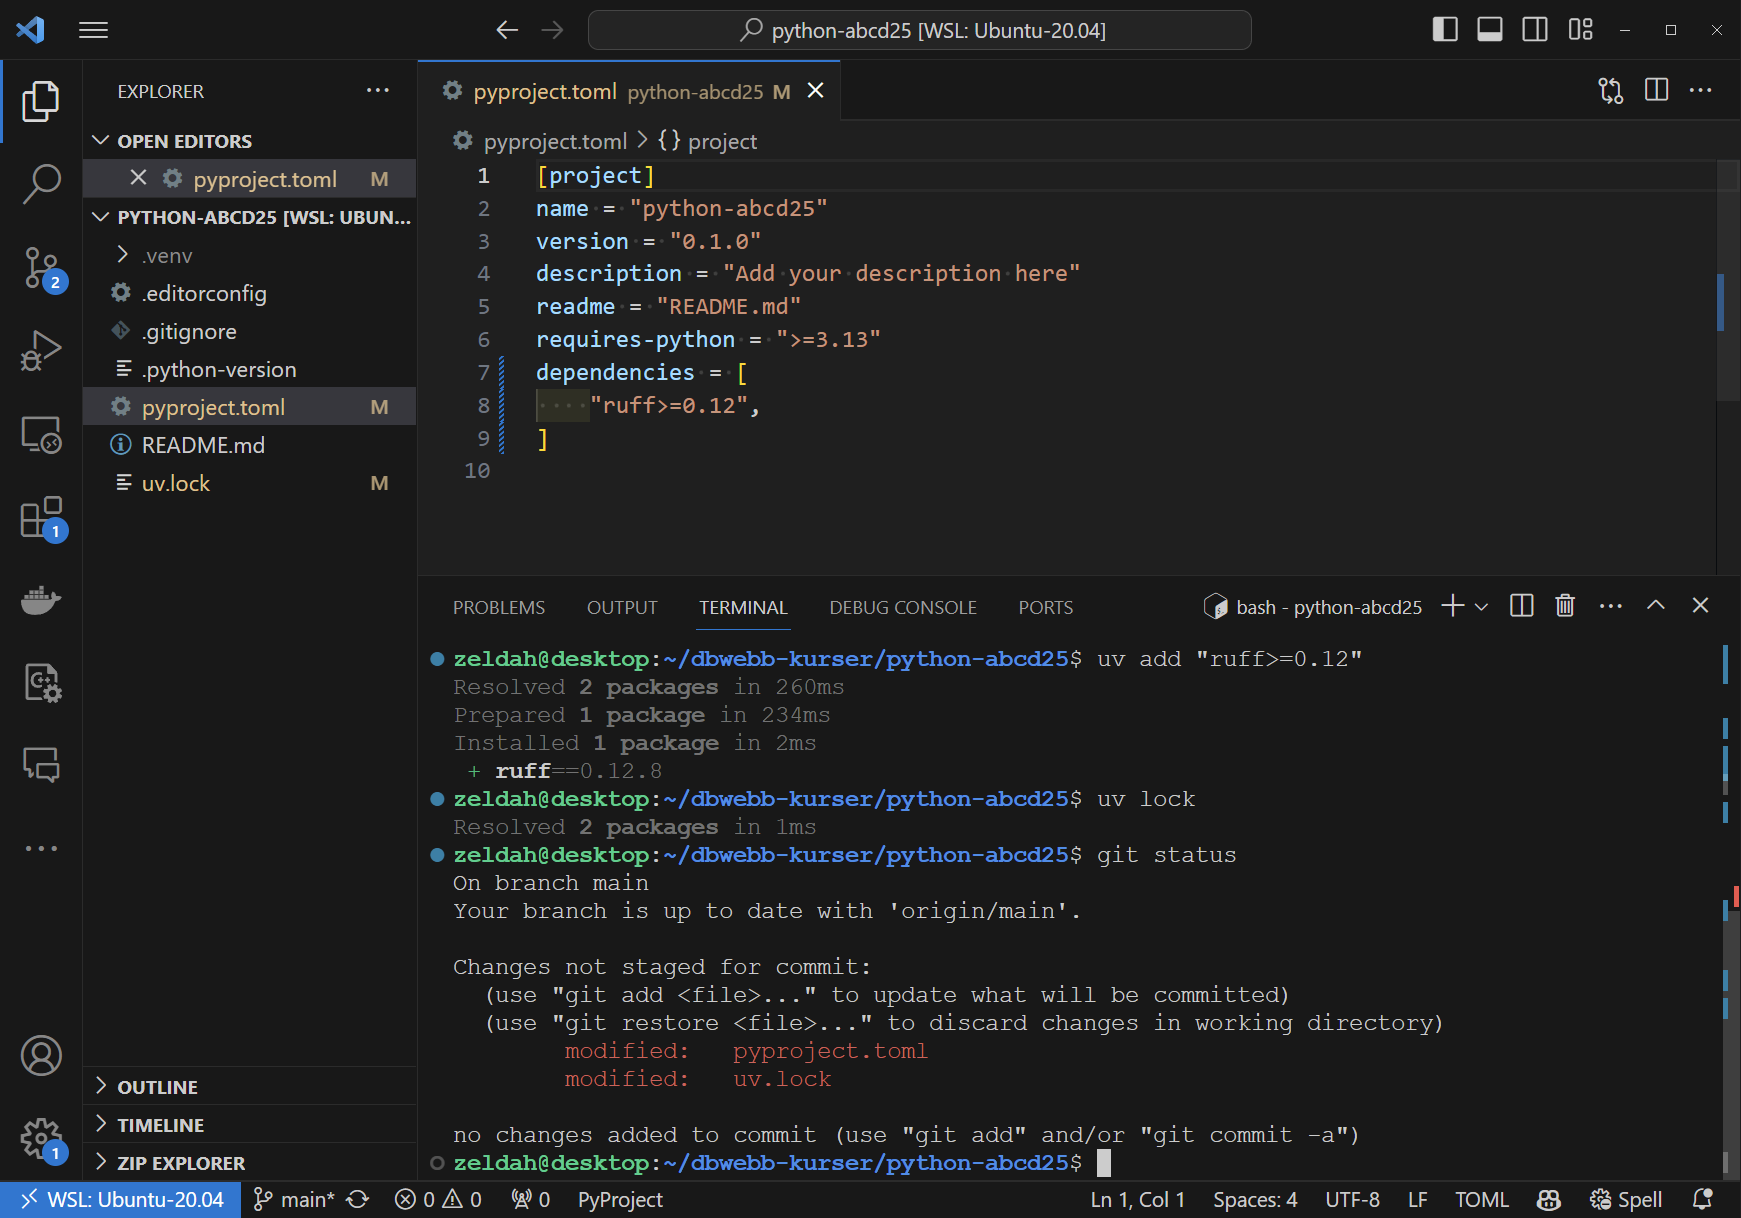 python-abcd25 [WSL: Ubuntu-20.04]
EXPLORER
OPEN EDITORS
pyproject.toml M
PYTHON-ABCD25 [WSL: UBUN...
.venv
.editorconfig
.gitignore
.python-version
pyproject.toml M
README.md
uv.lock M
OUTLINE
TIMELINE
ZIP EXPLORER
2
1
1
pyproject.toml python-abcd25 M
pyproject.toml > {} project
1 [project]
2 name = "python-abcd25"
3 version = "0.1.0"
4 description = "Add your description here"
5 readme = "README.md"
6 requires-python = ">=3.13"
7 dependencies = [
8     "ruff>=0.12",
9 ]
10
PROBLEMS OUTPUT TERMINAL DEBUG CONSOLE PORTS bash - python-abcd25
zeldah@desktop:~/dbwebb-kurser/python-abcd25$ uv add "ruff>=0.12"
Resolved 2 packages in 260ms
Prepared 1 package in 234ms
Installed 1 package in 2ms
 + ruff==0.12.8
zeldah@desktop:~/dbwebb-kurser/python-abcd25$ uv lock
Resolved 2 packages in 1ms
zeldah@desktop:~/dbwebb-kurser/python-abcd25$ git status
On branch main
Your branch is up to date with 'origin/main'.
Changes not staged for commit:
  (use "git add <file>..." to update what will be committed)
  (use "git restore <file>..." to discard changes in working directory)
        modified:   pyproject.toml
        modified:   uv.lock
no changes added to commit (use "git add" and/or "git commit -a")
zeldah@desktop:~/dbwebb-kurser/python-abcd25$
WSL: Ubuntu-20.04 main* 0 0 0 PyProject Ln 1, Col 1 Spaces: 4 UTF-8 LF TOML Spell